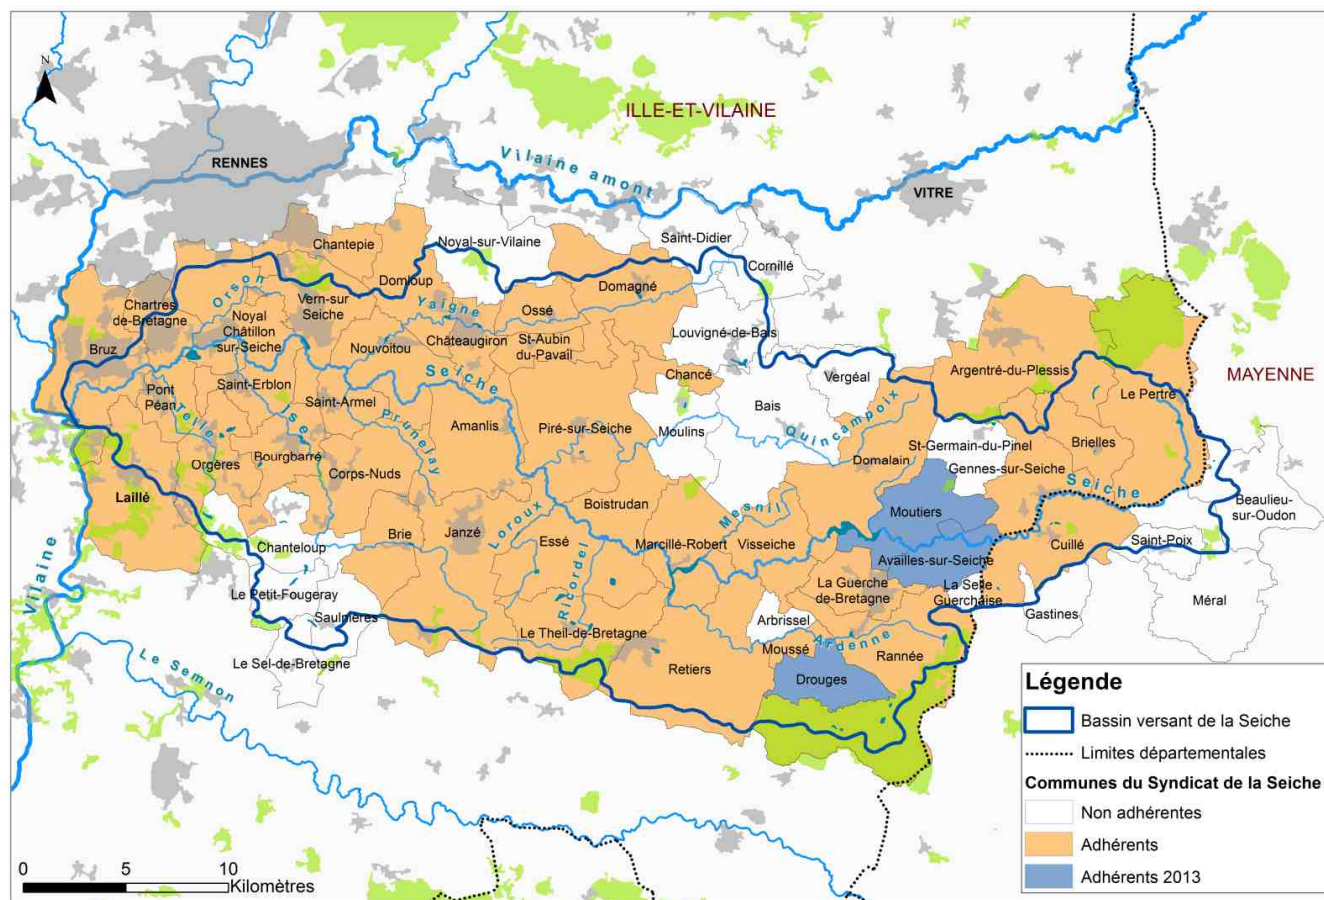 N
ILLE-ET-VILAINE
RENNES
Vilaine amont
VITRE
Chantepie
Noyal-sur-Vilaine
Saint-Didier
Cornillé
Domloup
Domagné
Orson
Vern-sur
Seiche
Yaigne
Ossé
Chartres
de-Bretagne
Noyal
Châtillon
sur-Seiche
Bruz
Nouvoitou
Châteaugiron
St-Aubin
du-Pavail
Louvigné-de-Bais
Seiche
Chancé
Vergéal
Argentré-du-Plessis
MAYENNE
Le Pertre
Pont
Péan
Saint-Erblon
Saint-Armel
Bais
Quincampoix
Telle
Ise
Prunelay
Amanlis
Piré-sur-Seiche
Moulins
St-Germain-du-Pinel
Brielles
Orgères
Bourgbarré
Corps-Nuds
Domalain
Gennes-sur-Seiche
Laillé
Boistrudan
Seiche
Beaulieu-
sur-Oudon
Mesnil
Moutiers
Brie
Janzé
Loroux
Essé
Ricordel
Marcillé-Robert
Visseiche
Cuillé
Saint-Poix
Chanteloup
Availles-sur-Seiche
Vilaine
Le Petit-Fougeray
La Guerche
de-Bretagne
La Selle
Guerchaise
Gastines
Méral
Saulnières
Arbrissel
Le Theil-de-Bretagne
Ardenne
Le Sel-de-Bretagne
Moussé
Rannée
Le Semnon
Retiers
Drouges
Légende
Bassin versant de la Seiche
Limites départementales
Communes du Syndicat de la Seiche
Non adhérentes
Adhérents
Adhérents 2013
0 5 10
Kilomètres